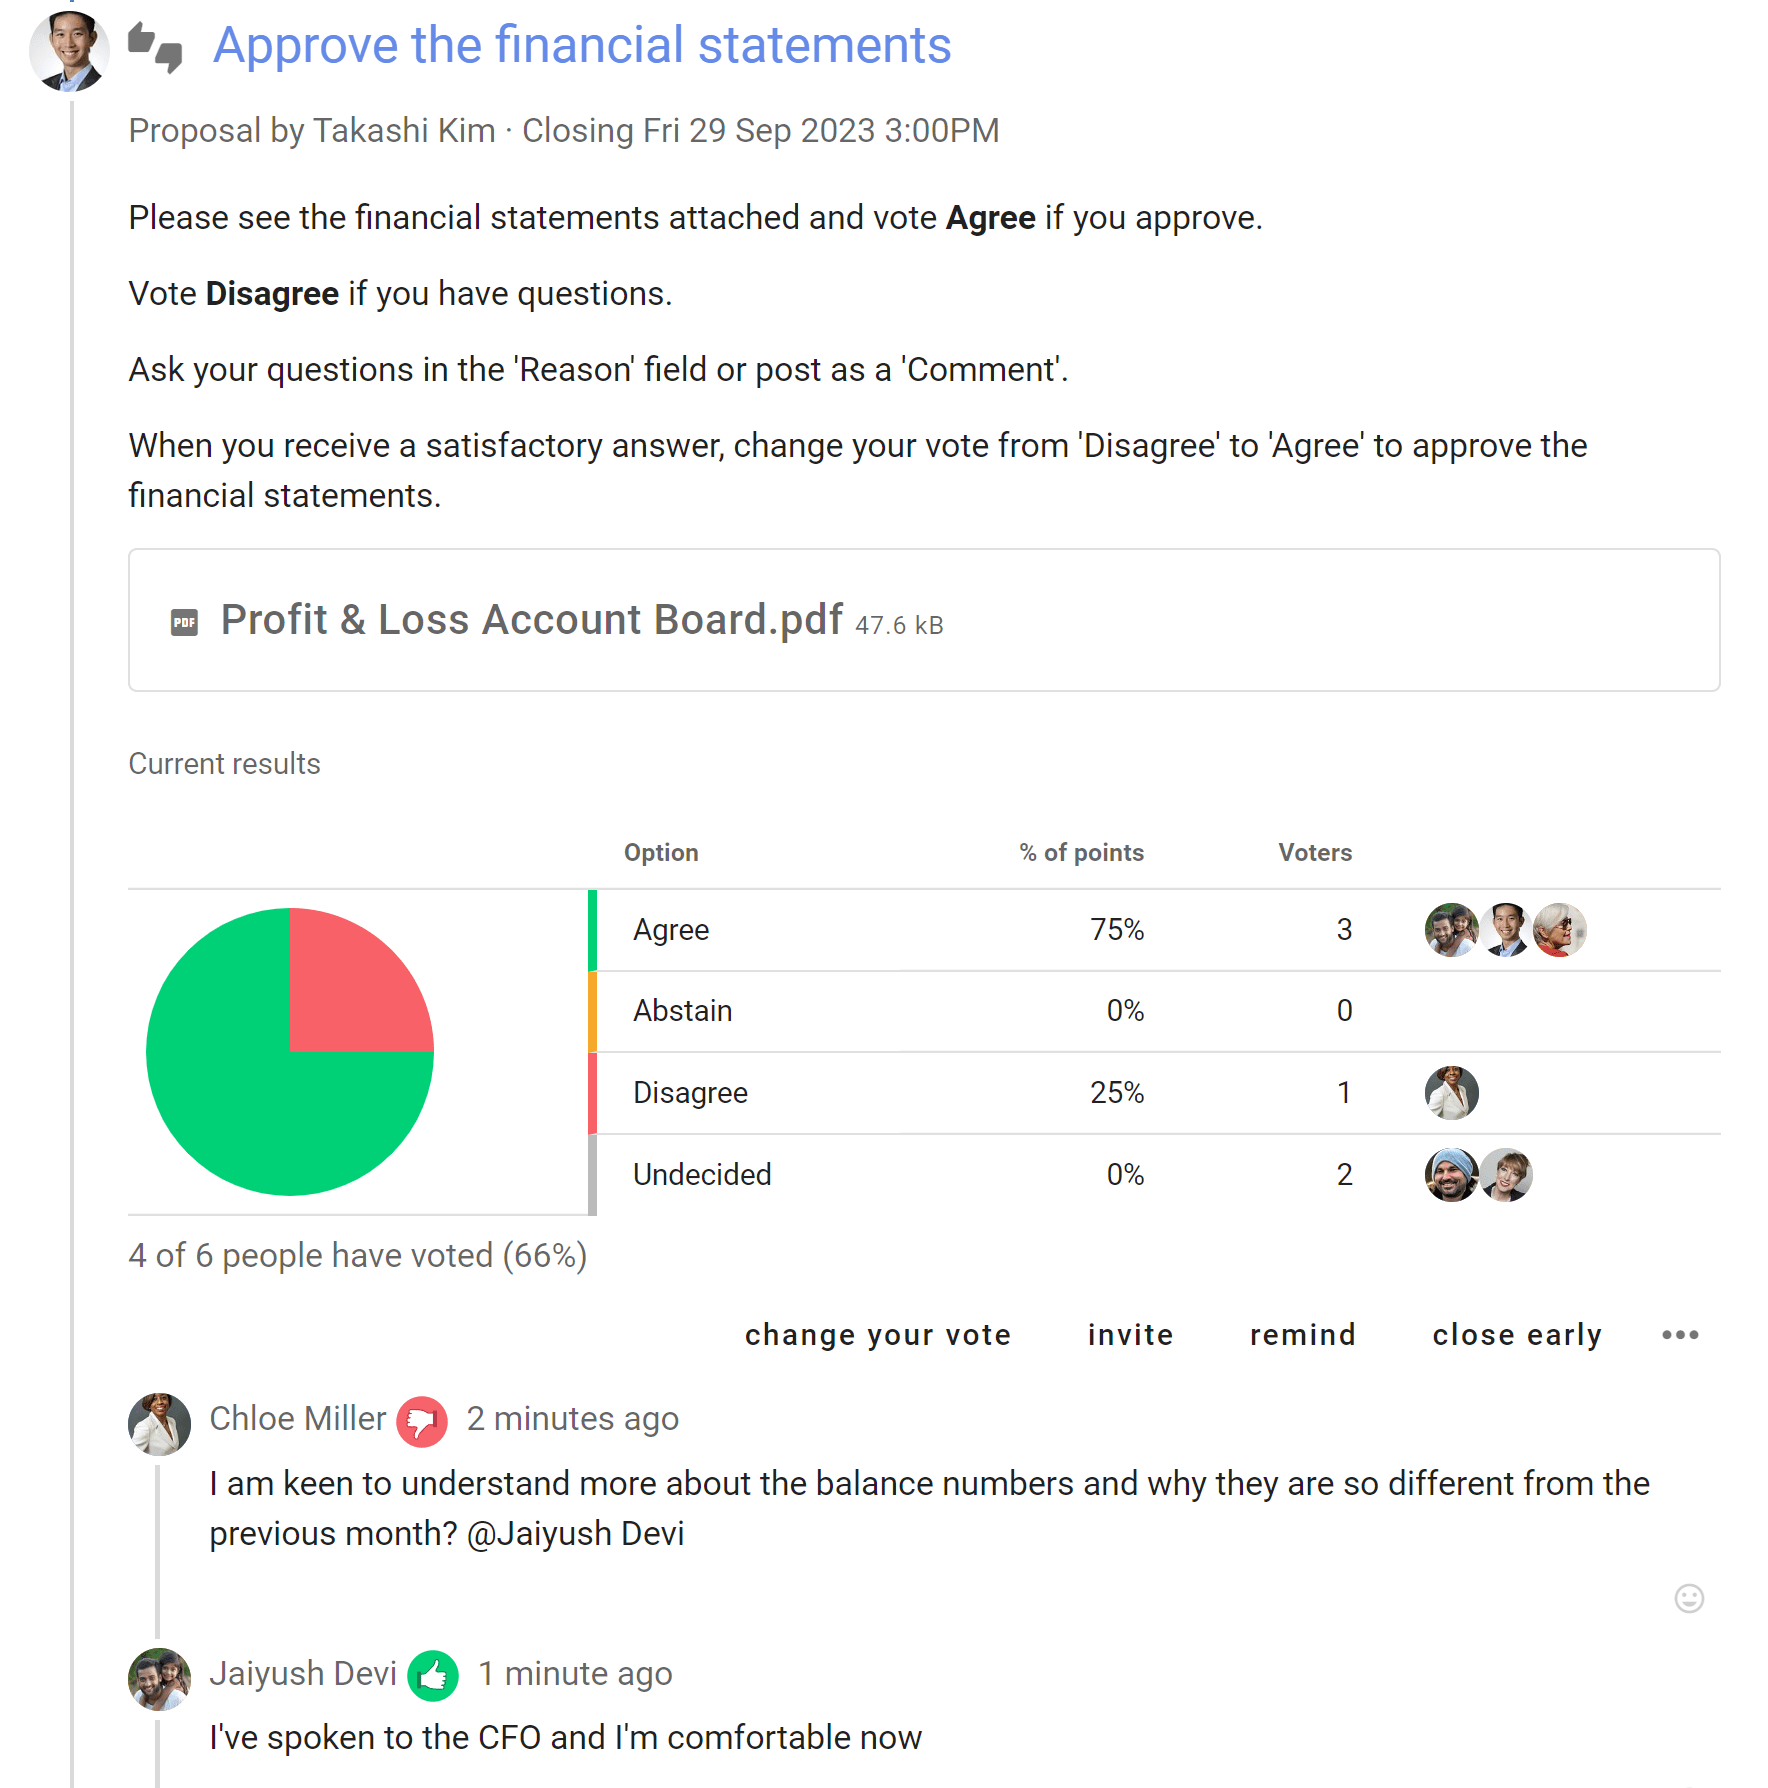 Approve the financial statements
Proposal by Takashi Kim · Closing Fri 29 Sep 2023 3:00PM
Please see the financial statements attached and vote Agree if you approve.
Vote Disagree if you have questions.
Ask your questions in the 'Reason' field or post as a 'Comment'.
When you receive a satisfactory answer, change your vote from 'Disagree' to 'Agree' to approve the
financial statements.
PDF Profit & Loss Account Board.pdf 47.6 kB
Current results
Option % of points Voters
Agree 75% 3
Abstain 0% 0
Disagree 25% 1
Undecided 0% 2
4 of 6 people have voted (66%)
change your vote invite remind close early
Chloe Miller 2 minutes ago
I am keen to understand more about the balance numbers and why they are so different from the
previous month? @Jaiyush Devi
Jaiyush Devi 1 minute ago
I've spoken to the CFO and I'm comfortable now